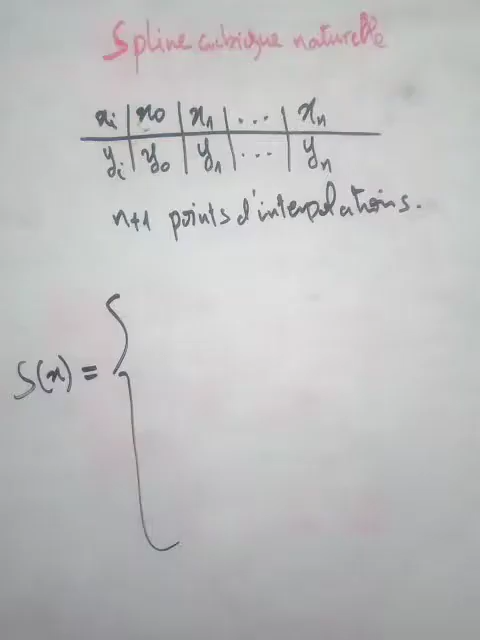 Spline cubique naturelle
xi | x0 | x1 | ... | xn
yi | y0 | y1 | ... | yn
n+1 points d'interpolations.
S(x) = {